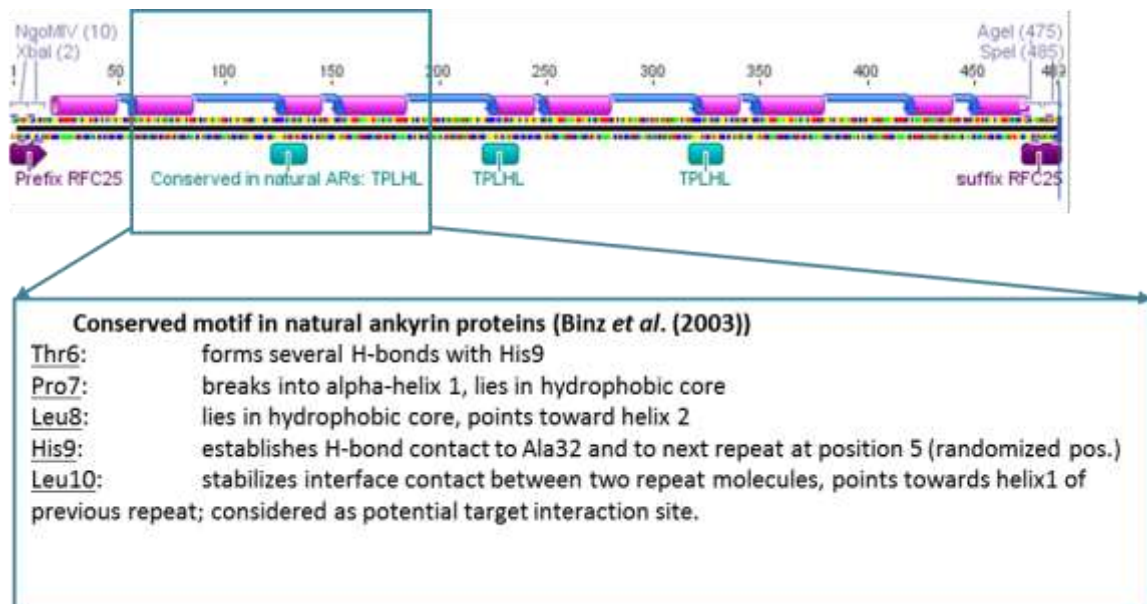 NgoMIV (10) AgeI (475)
XbaI (2) SpeI (485)
1 50 100 150 200 250 300 350 400 450 489
Prefix RFC25 Conserved in natural ARs: TPLHL TPLHL TPLHL suffix RFC25
Conserved motif in natural ankyrin proteins (Binz et al. (2003))
Thr6: forms several H-bonds with His9
Pro7: breaks into alpha-helix 1, lies in hydrophobic core
Leu8: lies in hydrophobic core, points toward helix 2
His9: establishes H-bond contact to Ala32 and to next repeat at position 5 (randomized pos.)
Leu10: stabilizes interface contact between two repeat molecules, points towards helix1 of
previous repeat; considered as potential target interaction site.